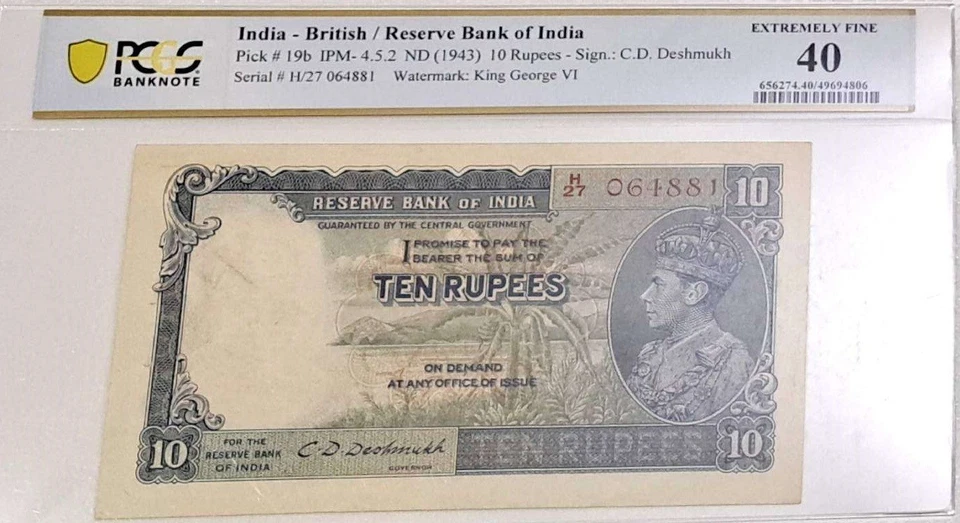 PCGS
BANKNOTE
India - British / Reserve Bank of India
Pick # 19b IPM- 4.5.2 ND (1943) 10 Rupees - Sign.: C.D. Deshmukh
Serial # H/27 064881 Watermark: King George VI
EXTREMELY FINE
40
656274.40/49694806
H
27 064881
10
RESERVE BANK OF INDIA
GUARANTEED BY THE CENTRAL GOVERNMENT
I PROMISE TO PAY THE
BEARER THE SUM OF
TEN RUPEES
ON DEMAND
AT ANY OFFICE OF ISSUE
10
FOR THE
RESERVE BANK
OF INDIA
C.D. Deshmukh
GOVERNOR
TEN RUPEES
10